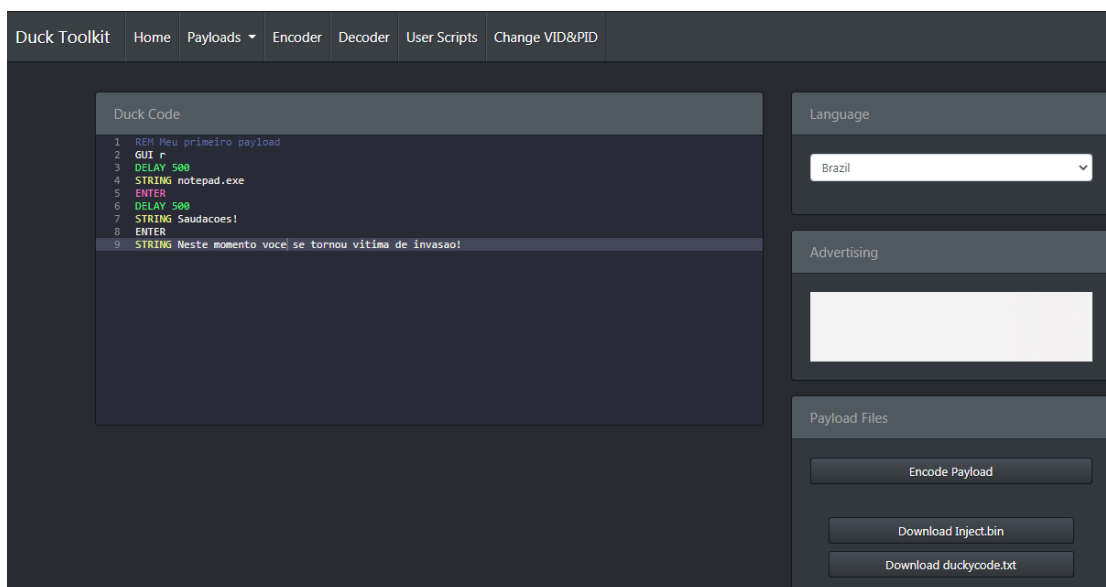 Duck Toolkit Home Payloads Encoder Decoder User Scripts Change VID&PID
Duck Code
1 REM Meu primeiro payload
2 GUI r
3 DELAY 500
4 STRING notepad.exe
5 ENTER
6 DELAY 500
7 STRING Saudacoes!
8 ENTER
9 STRING Neste momento voce se tornou vitima de invasao!
Language
Brazil
Advertising
Payload Files
Encode Payload
Download Inject.bin
Download duckycode.txt